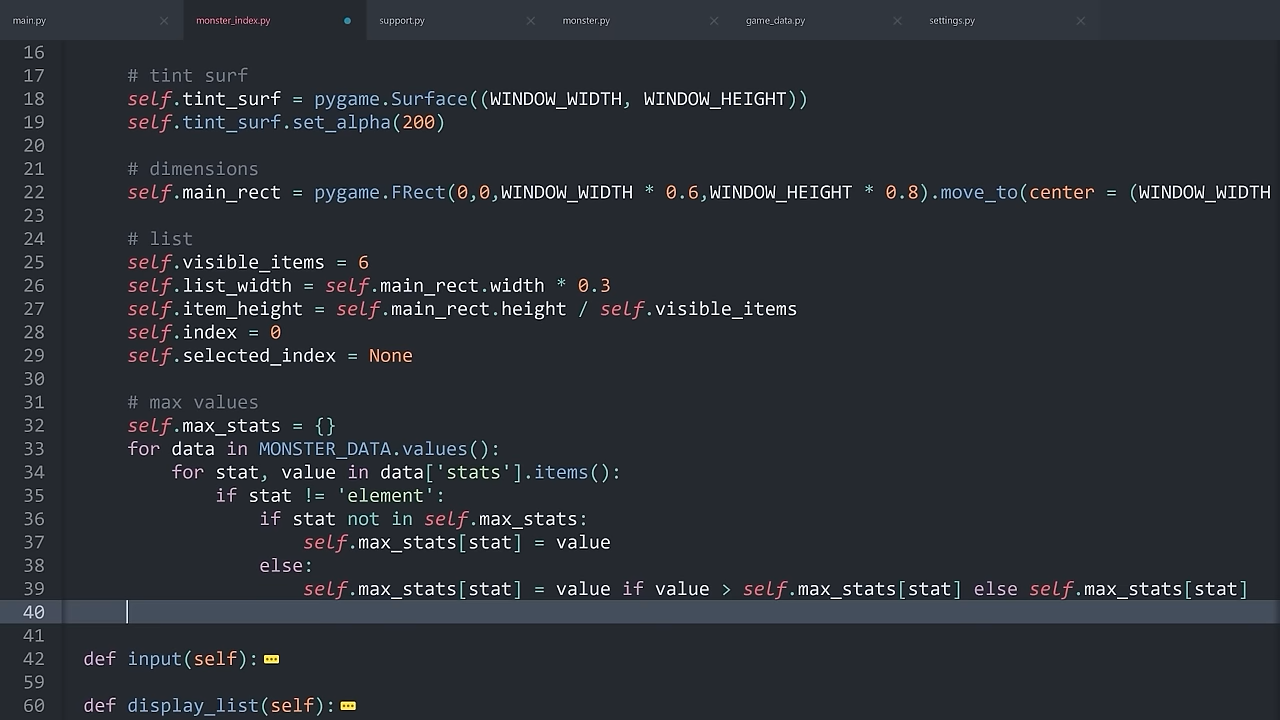 main.py × monster_index.py ● support.py × monster.py × game_data.py × settings.py ×
16
17 # tint surf
18 self.tint_surf = pygame.Surface((WINDOW_WIDTH, WINDOW_HEIGHT))
19 self.tint_surf.set_alpha(200)
20
21 # dimensions
22 self.main_rect = pygame.FRect(0,0,WINDOW_WIDTH * 0.6,WINDOW_HEIGHT * 0.8).move_to(center = (WINDOW_WIDTH
23
24 # list
25 self.visible_items = 6
26 self.list_width = self.main_rect.width * 0.3
27 self.item_height = self.main_rect.height / self.visible_items
28 self.index = 0
29 self.selected_index = None
30
31 # max values
32 self.max_stats = {}
33 for data in MONSTER_DATA.values():
34 for stat, value in data['stats'].items():
35 if stat != 'element':
36 if stat not in self.max_stats:
37 self.max_stats[stat] = value
38 else:
39 self.max_stats[stat] = value if value > self.max_stats[stat] else self.max_stats[stat]
40
41
42 def input(self):
59
60 def display_list(self):